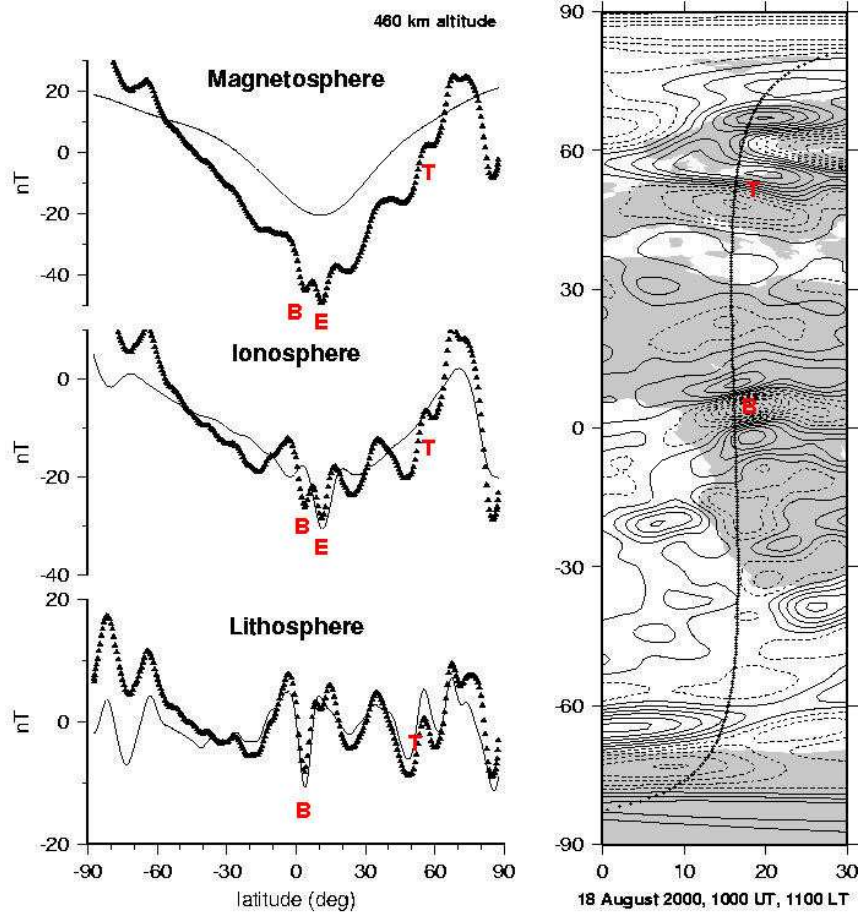 460 km altitude
Magnetosphere
20
0
-20
-40
nT
T
B
E
Ionosphere
0
-20
-40
nT
T
B
E
Lithosphere
20
0
-20
nT
T
B
-90 -60 -30 0 30 60 90
latitude (deg)
90
60
30
0
-30
-60
-90
T
B
0 10 20 30
18 August 2000, 1000 UT, 1100 LT